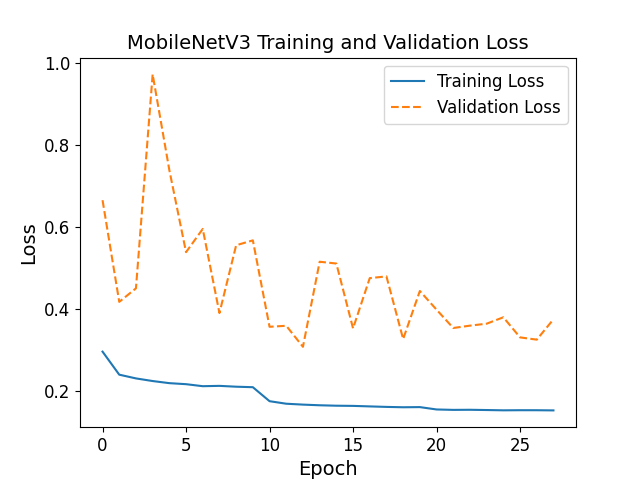 MobileNetV3 Training and Validation Loss
Training Loss
Validation Loss
1.0
0.8
0.6
0.4
0.2
Loss
0 5 10 15 20 25
Epoch